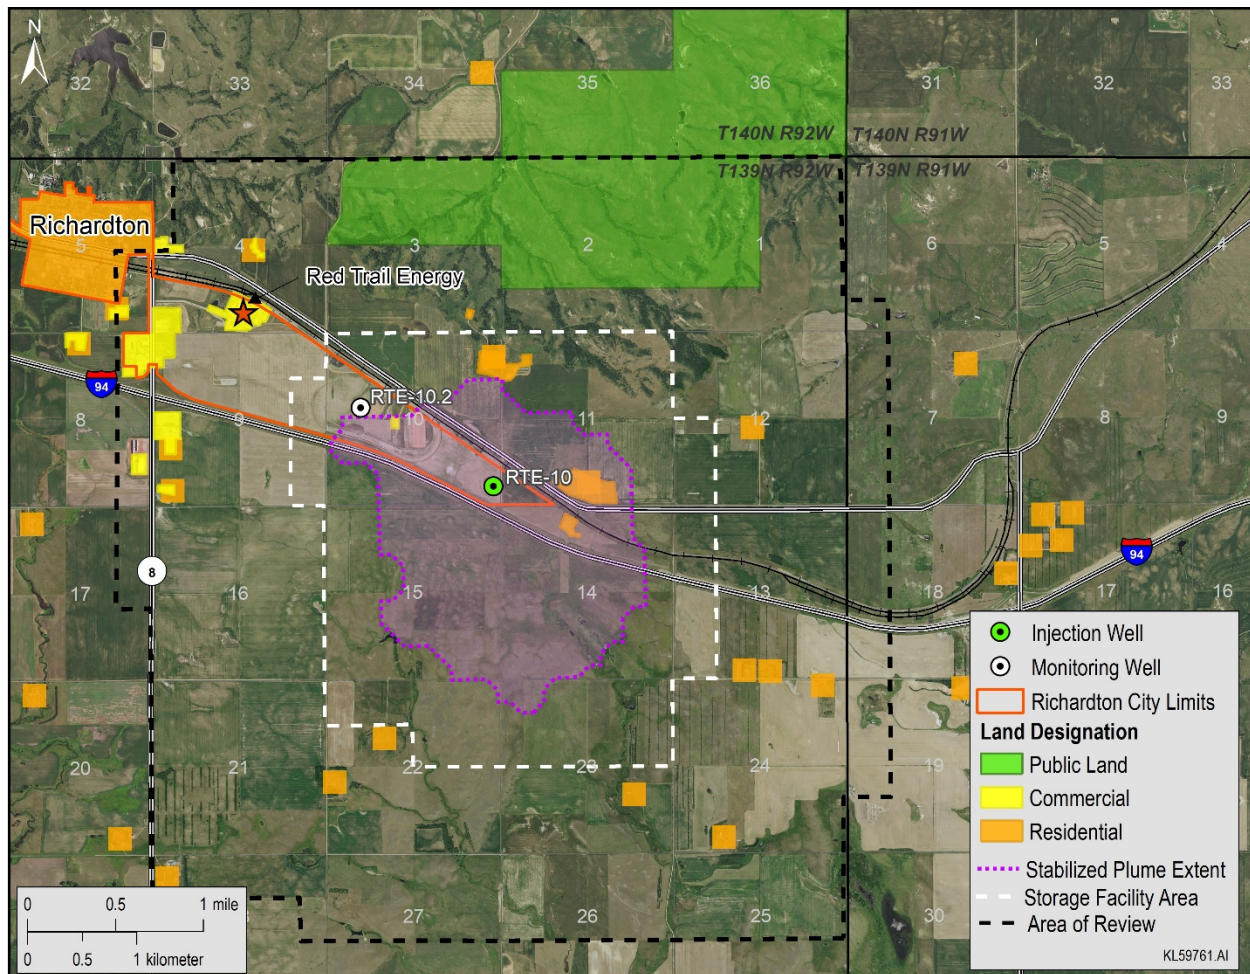 N
32
33
34
35
36
31
32
33
T140N R92W
T140N R91W
T139N R92W
T139N R91W
Richardton
5
4
3
2
1
6
5
4
Red Trail Energy
94
RTE-10.2
8
9
10
11
12
7
8
9
RTE-10
94
8
17
16
15
14
13
18
17
16
20
21
22
23
24
19
27
26
25
30
Injection Well
Monitoring Well
Richardton City Limits
Land Designation
Public Land
Commercial
Residential
Stabilized Plume Extent
Storage Facility Area
Area of Review
KL59761.AI
0 0.5 1 mile
0 0.5 1 kilometer